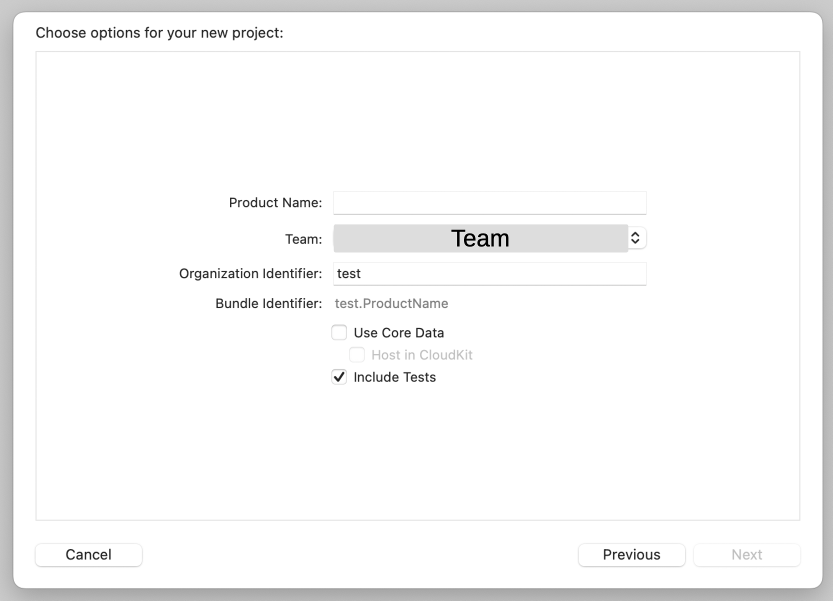 Choose options for your new project:
Product Name:
Team: Team
Organization Identifier: test
Bundle Identifier: test.ProductName
Use Core Data
Host in CloudKit
Include Tests
Cancel Previous Next